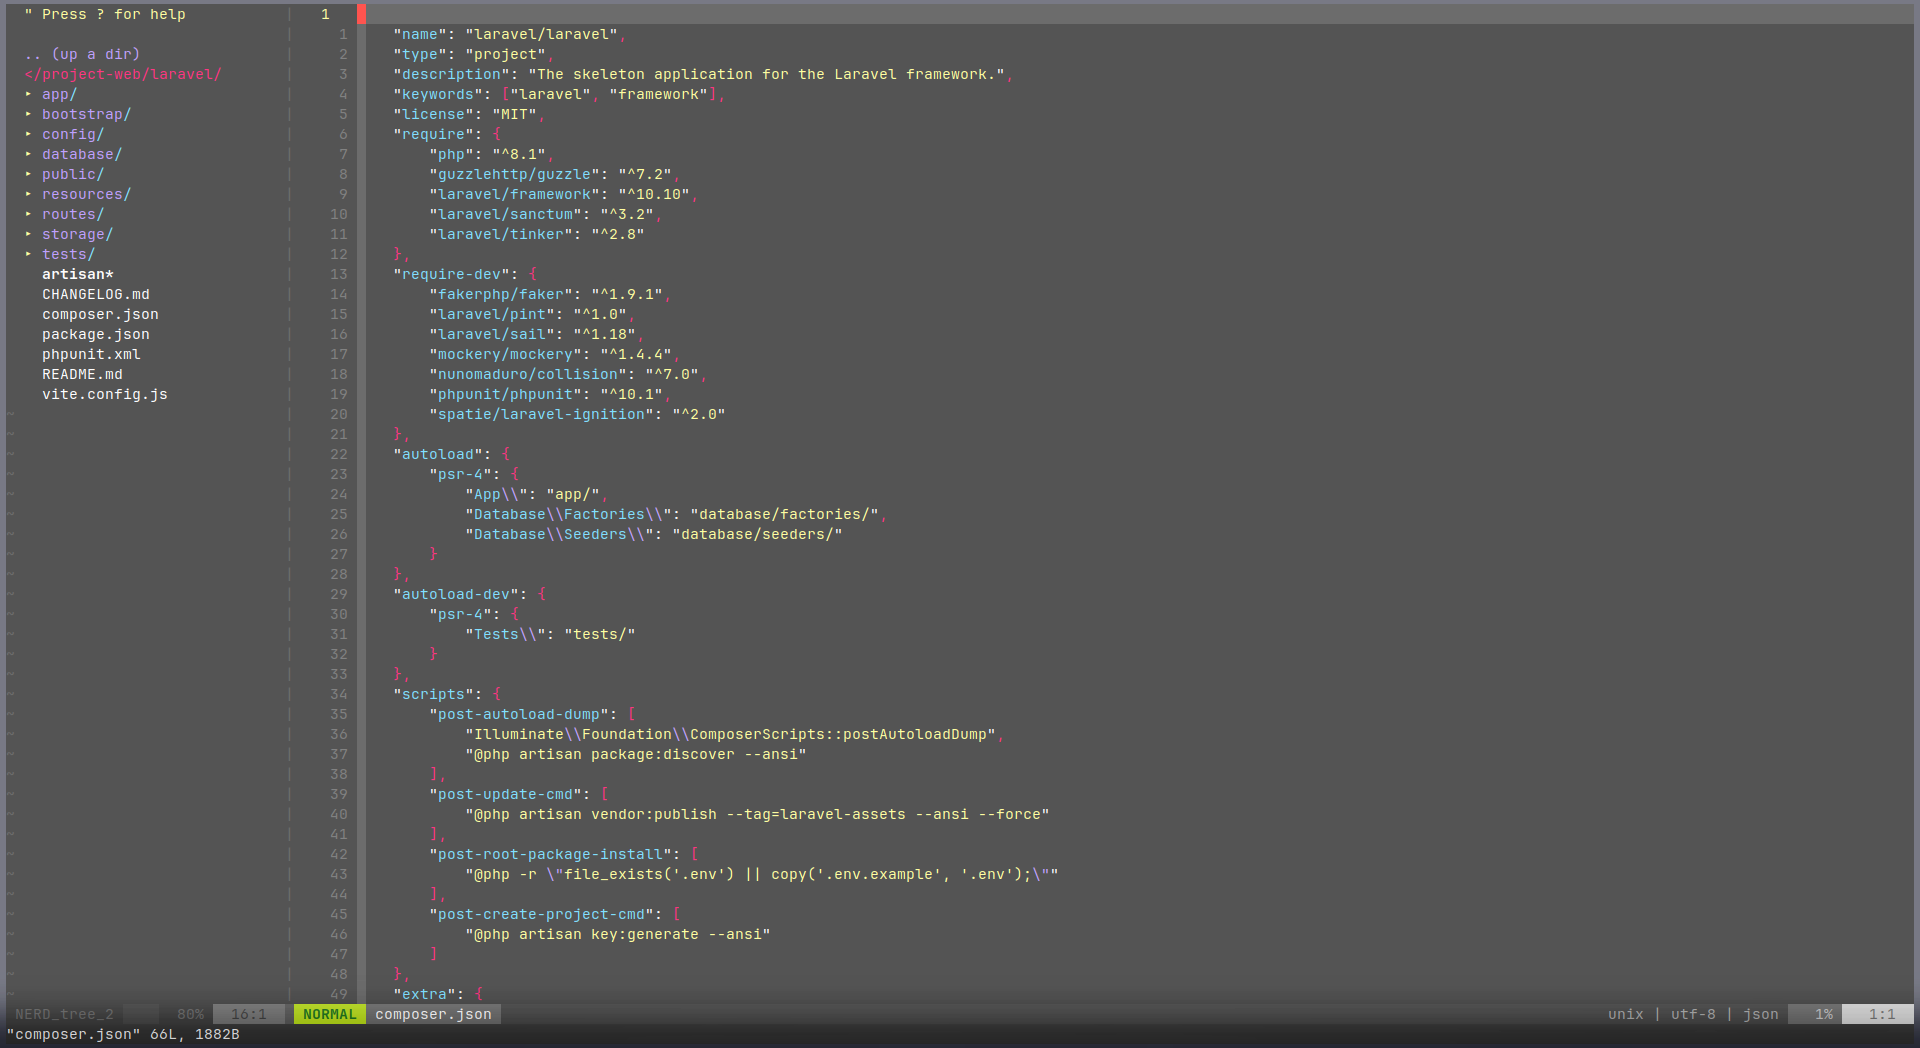 " Press ? for help
.. (up a dir)
</project-web/laravel/
▸ app/
▸ bootstrap/
▸ config/
▸ database/
▸ public/
▸ resources/
▸ routes/
▸ storage/
▸ tests/
artisan*
CHANGELOG.md
composer.json
package.json
phpunit.xml
README.md
vite.config.js
NERD_tree_2 80% 16:1
1
1 "name": "laravel/laravel",
2 "type": "project",
3 "description": "The skeleton application for the Laravel framework.",
4 "keywords": ["laravel", "framework"],
5 "license": "MIT",
6 "require": {
7 "php": "^8.1",
8 "guzzlehttp/guzzle": "^7.2",
9 "laravel/framework": "^10.10",
10 "laravel/sanctum": "^3.2",
11 "laravel/tinker": "^2.8"
12 },
13 "require-dev": {
14 "fakerphp/faker": "^1.9.1",
15 "laravel/pint": "^1.0",
16 "laravel/sail": "^1.18",
17 "mockery/mockery": "^1.4.4",
18 "nunomaduro/collision": "^7.0",
19 "phpunit/phpunit": "^10.1",
20 "spatie/laravel-ignition": "^2.0"
21 },
22 "autoload": {
23 "psr-4": {
24 "App\\": "app/",
25 "Database\\Factories\\": "database/factories/",
26 "Database\\Seeders\\": "database/seeders/"
27 }
28 },
29 "autoload-dev": {
30 "psr-4": {
31 "Tests\\": "tests/"
32 }
33 },
34 "scripts": {
35 "post-autoload-dump": [
36 "Illuminate\\Foundation\\ComposerScripts::postAutoloadDump",
37 "@php artisan package:discover --ansi"
38 ],
39 "post-update-cmd": [
40 "@php artisan vendor:publish --tag=laravel-assets --ansi --force"
41 ],
42 "post-root-package-install": [
43 "@php -r \"file_exists('.env') || copy('.env.example', '.env');\""
44 ],
45 "post-create-project-cmd": [
46 "@php artisan key:generate --ansi"
47 ]
48 },
49 "extra": {
NORMAL composer.json unix | utf-8 | json 1% 1:1
"composer.json" 66L, 1882B